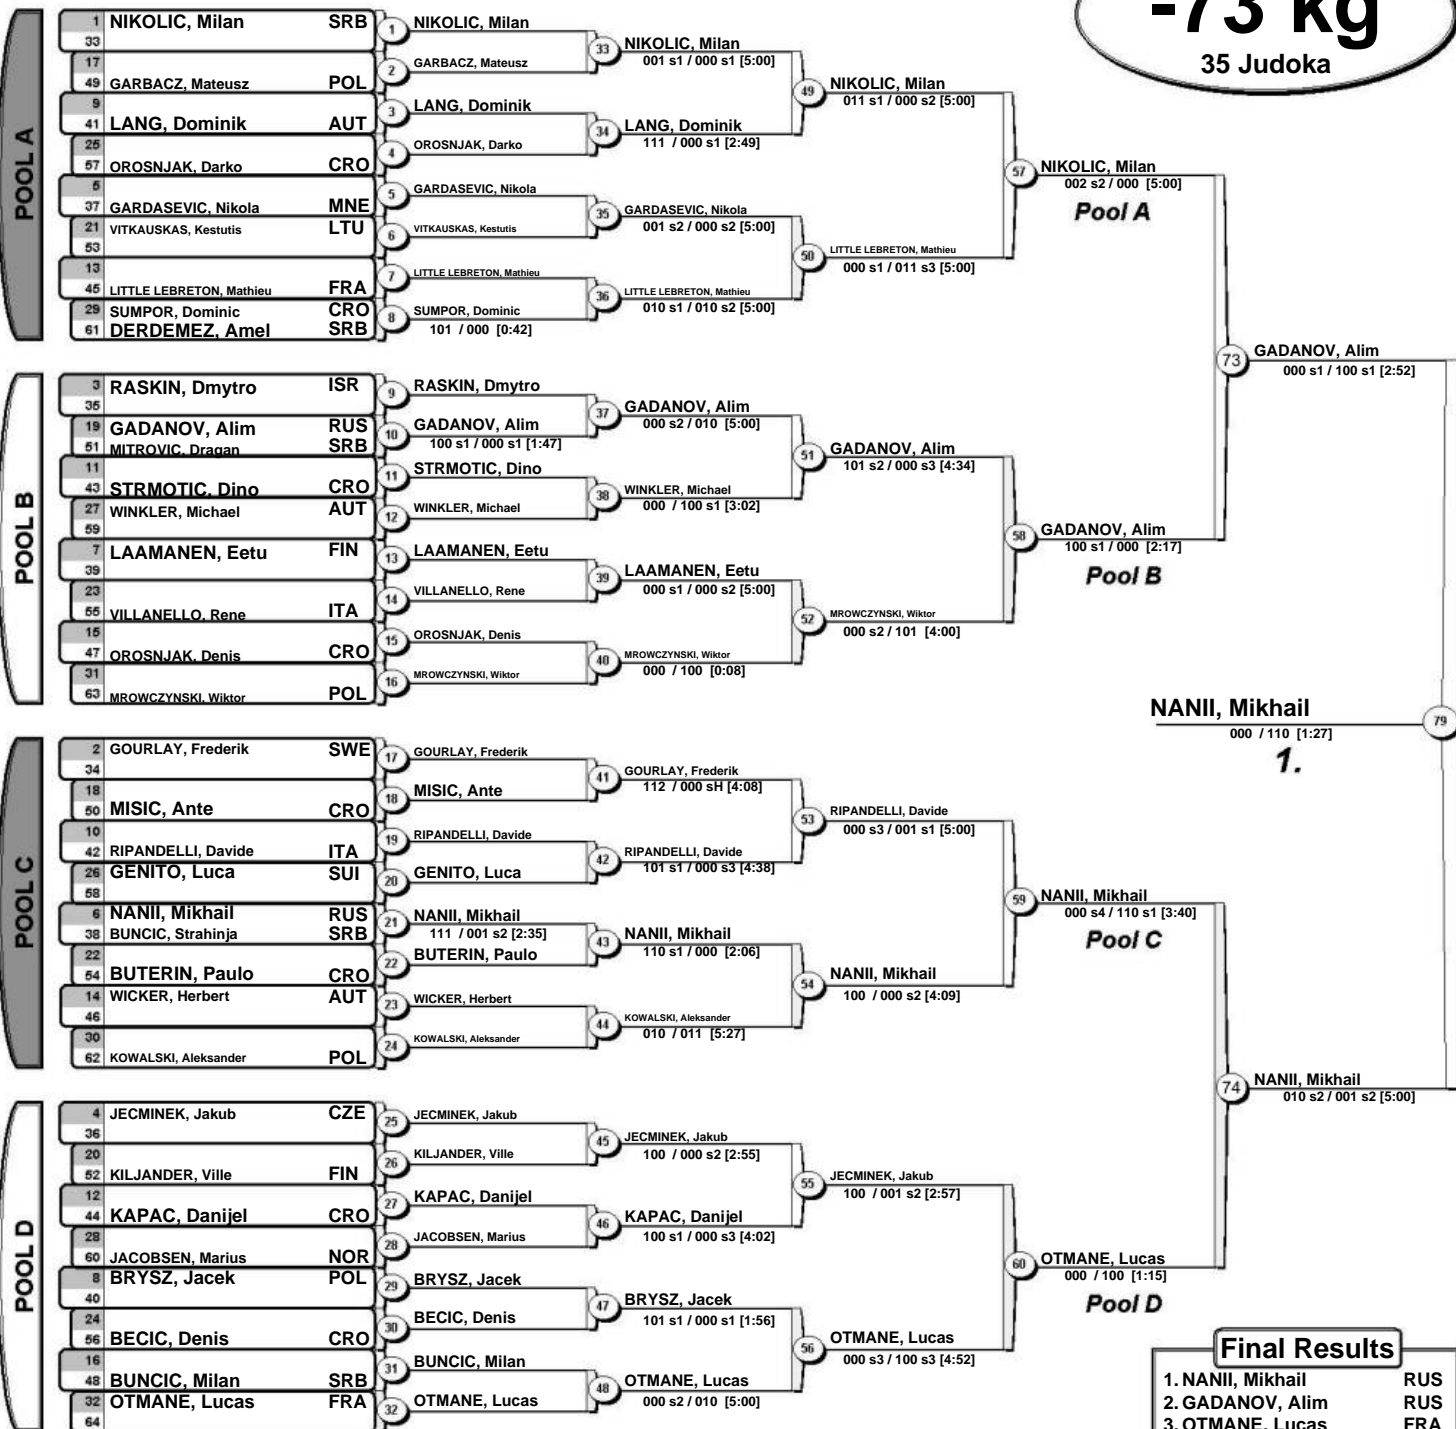 -73 kg
35 Judoka
POOL A
1 NIKOLIC, Milan SRB
33
17
49 GARBACZ, Mateusz POL
9
41 LANG, Dominik AUT
25
57 OROSNJAK, Darko CRO
5
37 GARDASEVIC, Nikola MNE
21 VITKAUSKAS, Kestutis LTU
53
13
45 LITTLE LEBRETON, Mathieu FRA
29 SUMPOR, Dominic CRO
61 DERDEMEZ, Amel SRB
1 NIKOLIC, Milan
2 GARBACZ, Mateusz
3 LANG, Dominik
4 OROSNJAK, Darko
5 GARDASEVIC, Nikola
6 VITKAUSKAS, Kestutis
7 LITTLE LEBRETON, Mathieu
8 SUMPOR, Dominic
101 / 000 [0:42]
33 NIKOLIC, Milan
001 s1 / 000 s1 [5:00]
34 LANG, Dominik
111 / 000 s1 [2:49]
35 GARDASEVIC, Nikola
001 s2 / 000 s2 [5:00]
36 LITTLE LEBRETON, Mathieu
010 s1 / 010 s2 [5:00]
49 NIKOLIC, Milan
011 s1 / 000 s2 [5:00]
50 LITTLE LEBRETON, Mathieu
000 s1 / 011 s3 [5:00]
57 NIKOLIC, Milan
002 s2 / 000 [5:00]
Pool A
POOL B
3 RASKIN, Dmytro ISR
35
19 GADANOV, Alim RUS
51 MITROVIC, Dragan SRB
11
43 STRMOTIC, Dino CRO
27 WINKLER, Michael AUT
59
7 LAAMANEN, Eetu FIN
39
23
55 VILLANELLO, Rene ITA
15
47 OROSNJAK, Denis CRO
31
63 MROWCZYNSKI, Wiktor POL
9 RASKIN, Dmytro
10 GADANOV, Alim
100 s1 / 000 s1 [1:47]
11 STRMOTIC, Dino
12 WINKLER, Michael
13 LAAMANEN, Eetu
14 VILLANELLO, Rene
15 OROSNJAK, Denis
16 MROWCZYNSKI, Wiktor
37 GADANOV, Alim
000 s2 / 010 [5:00]
38 WINKLER, Michael
000 / 100 s1 [3:02]
39 LAAMANEN, Eetu
000 s1 / 000 s2 [5:00]
40 MROWCZYNSKI, Wiktor
000 / 100 [0:08]
51 GADANOV, Alim
101 s2 / 000 s3 [4:34]
52 MROWCZYNSKI, Wiktor
000 s2 / 101 [4:00]
58 GADANOV, Alim
100 s1 / 000 [2:17]
Pool B
73 GADANOV, Alim
000 s1 / 100 s1 [2:52]
NANII, Mikhail 79
000 / 110 [1:27]
1.
POOL C
2 GOURLAY, Frederik SWE
34
18
50 MISIC, Ante CRO
10
42 RIPANDELLI, Davide ITA
26 GENITO, Luca SUI
58
6 NANII, Mikhail RUS
38 BUNCIC, Strahinja SRB
22
54 BUTERIN, Paulo CRO
14 WICKER, Herbert AUT
46
30
62 KOWALSKI, Aleksander POL
17 GOURLAY, Frederik
18 MISIC, Ante
19 RIPANDELLI, Davide
20 GENITO, Luca
21 NANII, Mikhail
111 / 001 s2 [2:35]
22 BUTERIN, Paulo
23 WICKER, Herbert
24 KOWALSKI, Aleksander
41 GOURLAY, Frederik
112 / 000 sH [4:08]
42 RIPANDELLI, Davide
101 s1 / 000 s3 [4:38]
43 NANII, Mikhail
110 s1 / 000 [2:06]
44 KOWALSKI, Aleksander
010 / 011 [5:27]
53 RIPANDELLI, Davide
000 s3 / 001 s1 [5:00]
54 NANII, Mikhail
100 / 000 s2 [4:09]
59 NANII, Mikhail
000 s4 / 110 s1 [3:40]
Pool C
74 NANII, Mikhail
010 s2 / 001 s2 [5:00]
POOL D
4 JECMINEK, Jakub CZE
36
20
52 KILJANDER, Ville FIN
12
44 KAPAC, Danijel CRO
28
60 JACOBSEN, Marius NOR
8 BRYSZ, Jacek POL
40
24
56 BECIC, Denis CRO
16
48 BUNCIC, Milan SRB
32 OTMANE, Lucas FRA
64
25 JECMINEK, Jakub
26 KILJANDER, Ville
27 KAPAC, Danijel
28 JACOBSEN, Marius
29 BRYSZ, Jacek
30 BECIC, Denis
31 BUNCIC, Milan
32 OTMANE, Lucas
45 JECMINEK, Jakub
100 / 000 s2 [2:55]
46 KAPAC, Danijel
100 s1 / 000 s3 [4:02]
47 BRYSZ, Jacek
101 s1 / 000 s1 [1:56]
48 OTMANE, Lucas
000 s2 / 010 [5:00]
55 JECMINEK, Jakub
100 / 001 s2 [2:57]
56 OTMANE, Lucas
000 s3 / 100 s3 [4:52]
60 OTMANE, Lucas
000 / 100 [1:15]
Pool D
Final Results
1. NANII, Mikhail RUS
2. GADANOV, Alim RUS
3. OTMANE, Lucas FRA